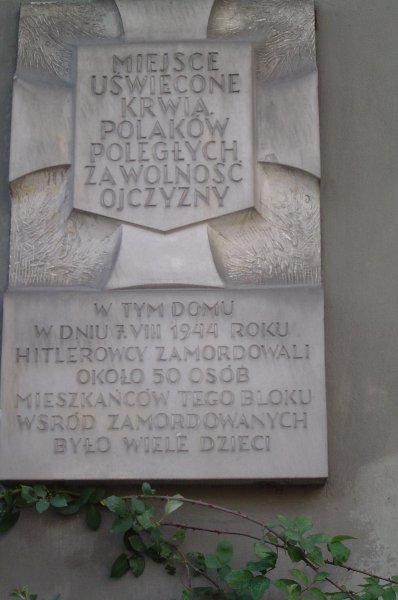 MIEJSCE
UŚWIĘCONE
KRWIĄ
POLAKÓW
POLEGŁYCH
ZA WOLNOŚĆ
OJCZYZNY
W TYM DOMU
W DNIU 7.VIII 1944 ROKU
HITLEROWCY ZAMORDOWALI
OKOŁO 50 OSÓB
MIESZKAŃCÓW TEGO BLOKU
WŚRÓD ZAMORDOWANYCH
BYŁO WIELE DZIECI